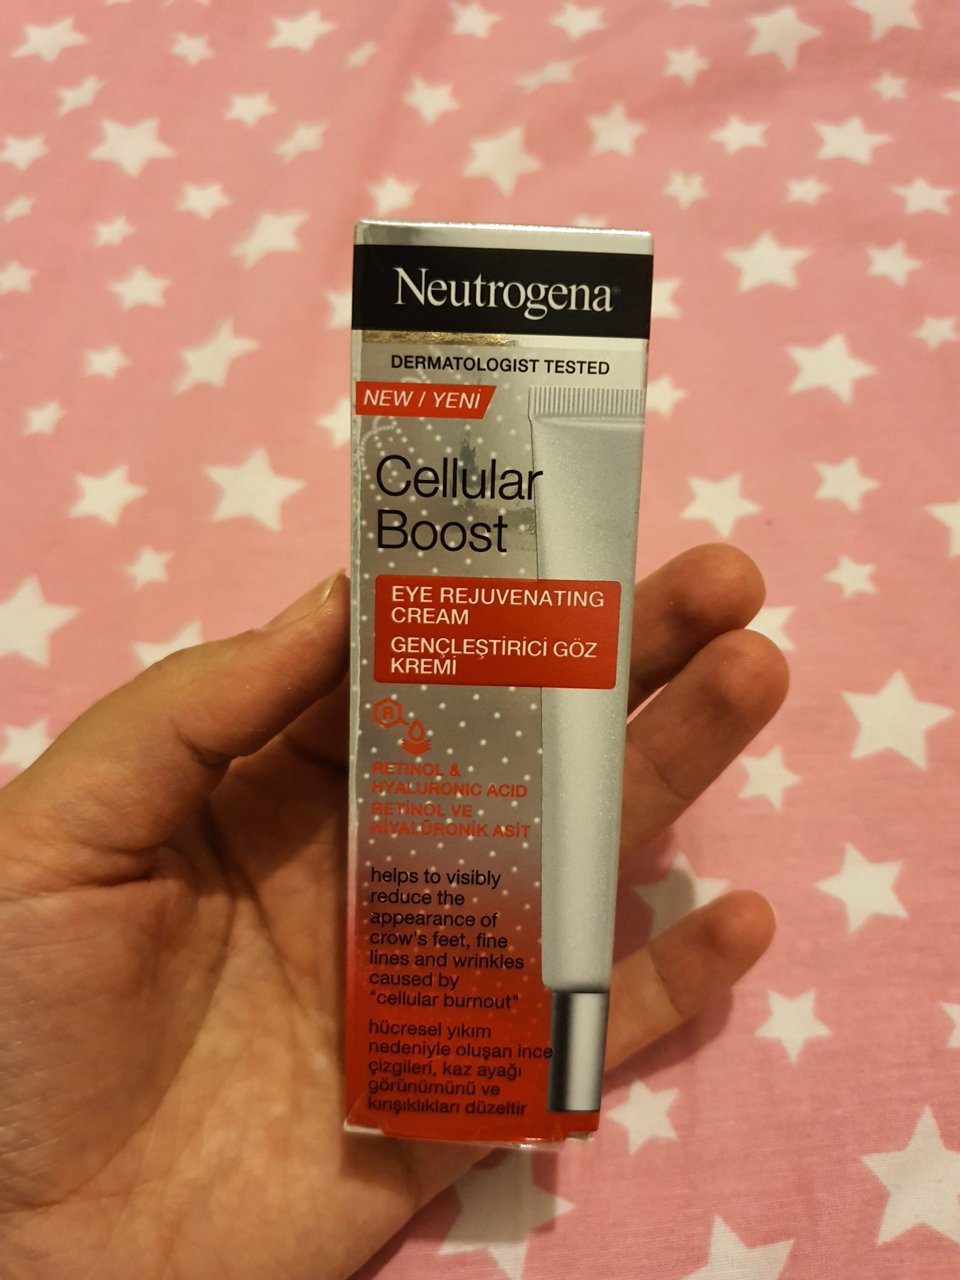 Neutrogena
DERMATOLOGIST TESTED
NEW / YENİ
Cellular
Boost
EYE REJUVENATING
CREAM
GENÇLEŞTİRİCİ GÖZ
KREMİ
R
RETINOL &
HYALURONIC ACID
RETİNOL VE
HİYALÜRONİK ASİT
helps to visibly
reduce the
appearance of
crow's feet, fine
lines and wrinkles
caused by
"cellular burnout"
hücresel yıkım
nedeniyle oluşan ince
çizgileri, kaz ayağı
görünümünü ve
kırışıklıkları düzeltir